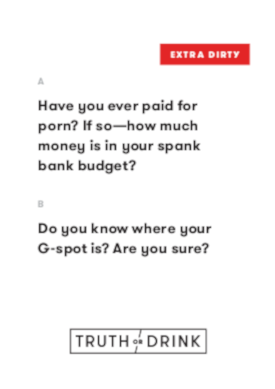 EXTRA DIRTY
A
Have you ever paid for
porn? If so—how much
money is in your spank
bank budget?
B
Do you know where your
G-spot is? Are you sure?
TRUTH OR DRINK